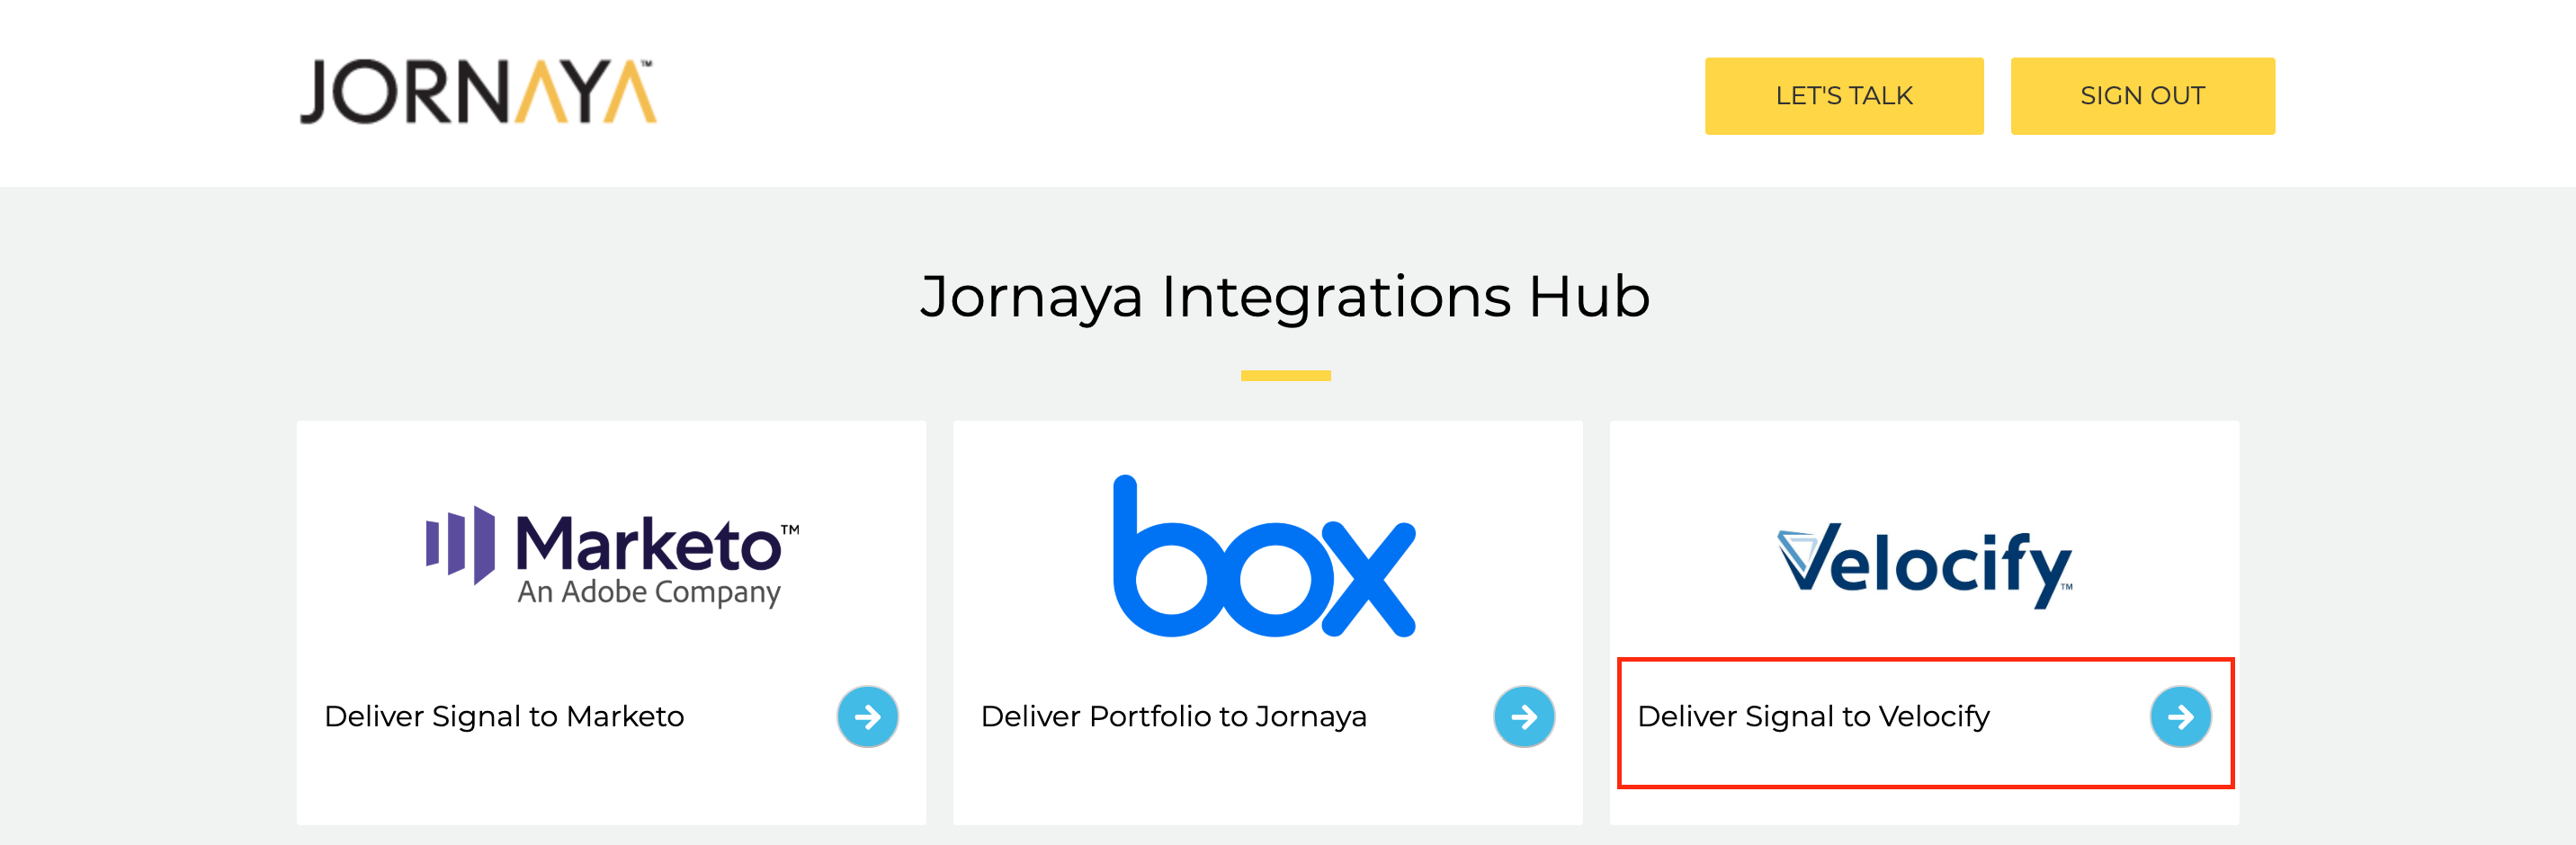 JORNAYA™
LET'S TALK
SIGN OUT
Jornaya Integrations Hub
Marketo™
An Adobe Company
box
Velocify™
Deliver Signal to Marketo
Deliver Portfolio to Jornaya
Deliver Signal to Velocify